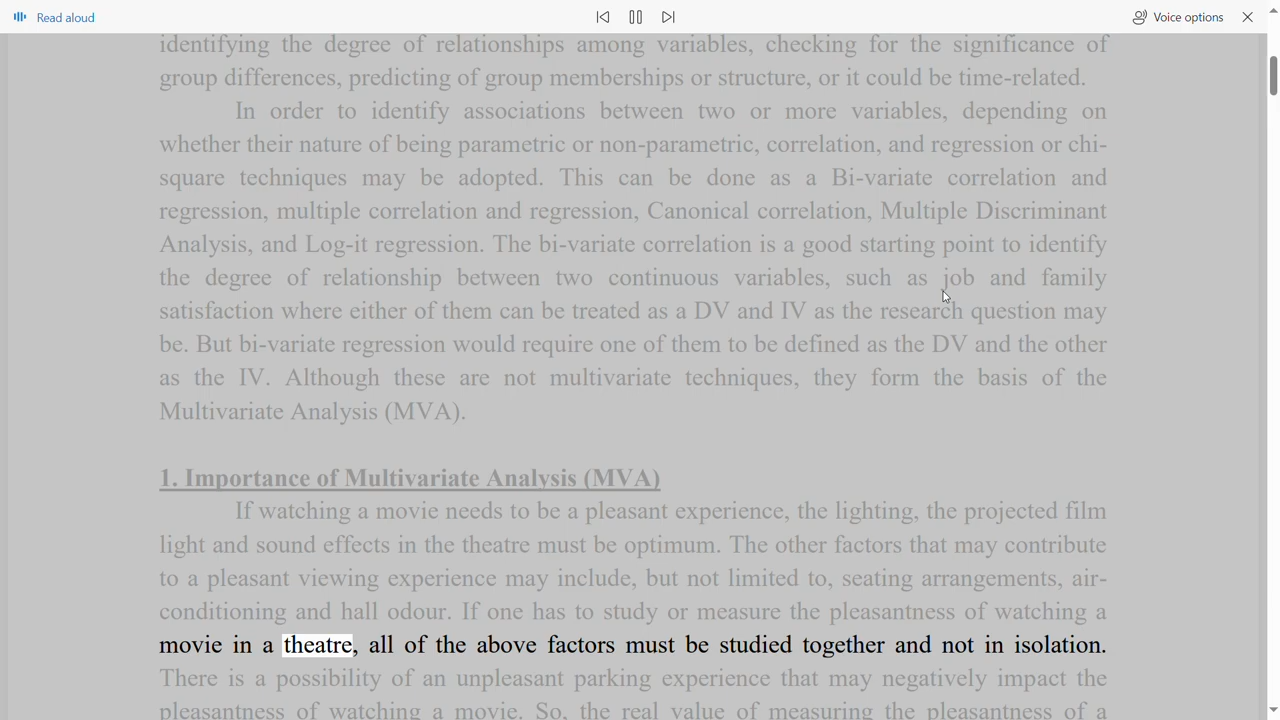 Read aloud
Voice options
identifying the degree of relationships among variables, checking for the significance of
group differences, predicting of group memberships or structure, or it could be time-related.
In order to identify associations between two or more variables, depending on
whether their nature of being parametric or non-parametric, correlation, and regression or chi-
square techniques may be adopted. This can be done as a Bi-variate correlation and
regression, multiple correlation and regression, Canonical correlation, Multiple Discriminant
Analysis, and Log-it regression. The bi-variate correlation is a good starting point to identify
the degree of relationship between two continuous variables, such as job and family
satisfaction where either of them can be treated as a DV and IV as the research question may
be. But bi-variate regression would require one of them to be defined as the DV and the other
as the IV. Although these are not multivariate techniques, they form the basis of the
Multivariate Analysis (MVA).
1. Importance of Multivariate Analysis (MVA)
If watching a movie needs to be a pleasant experience, the lighting, the projected film
light and sound effects in the theatre must be optimum. The other factors that may contribute
to a pleasant viewing experience may include, but not limited to, seating arrangements, air-
conditioning and hall odour. If one has to study or measure the pleasantness of watching a
movie in a theatre, all of the above factors must be studied together and not in isolation.
There is a possibility of an unpleasant parking experience that may negatively impact the
pleasantness of watching a movie. So, the real value of measuring the pleasantness of a